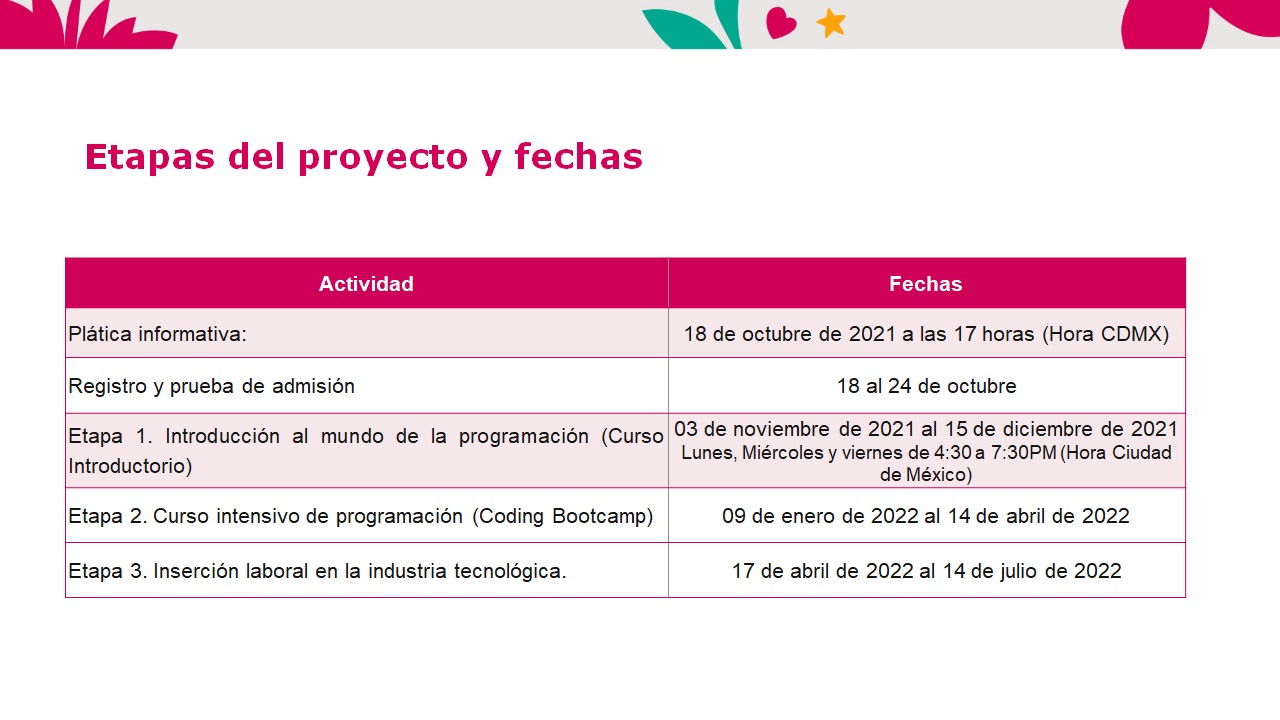 Etapas del proyecto y fechas
Actividad
Fechas
Plática informativa:
18 de octubre de 2021 a las 17 horas (Hora CDMX)
Registro y prueba de admisión
18 al 24 de octubre
Etapa 1. Introducción al mundo de la programación (Curso
Introductorio)
03 de noviembre de 2021 al 15 de diciembre de 2021
Lunes, Miércoles y viernes de 4:30 a 7:30PM (Hora Ciudad
de México)
Etapa 2. Curso intensivo de programación (Coding Bootcamp)
09 de enero de 2022 al 14 de abril de 2022
Etapa 3. Inserción laboral en la industria tecnológica.
17 de abril de 2022 al 14 de julio de 2022